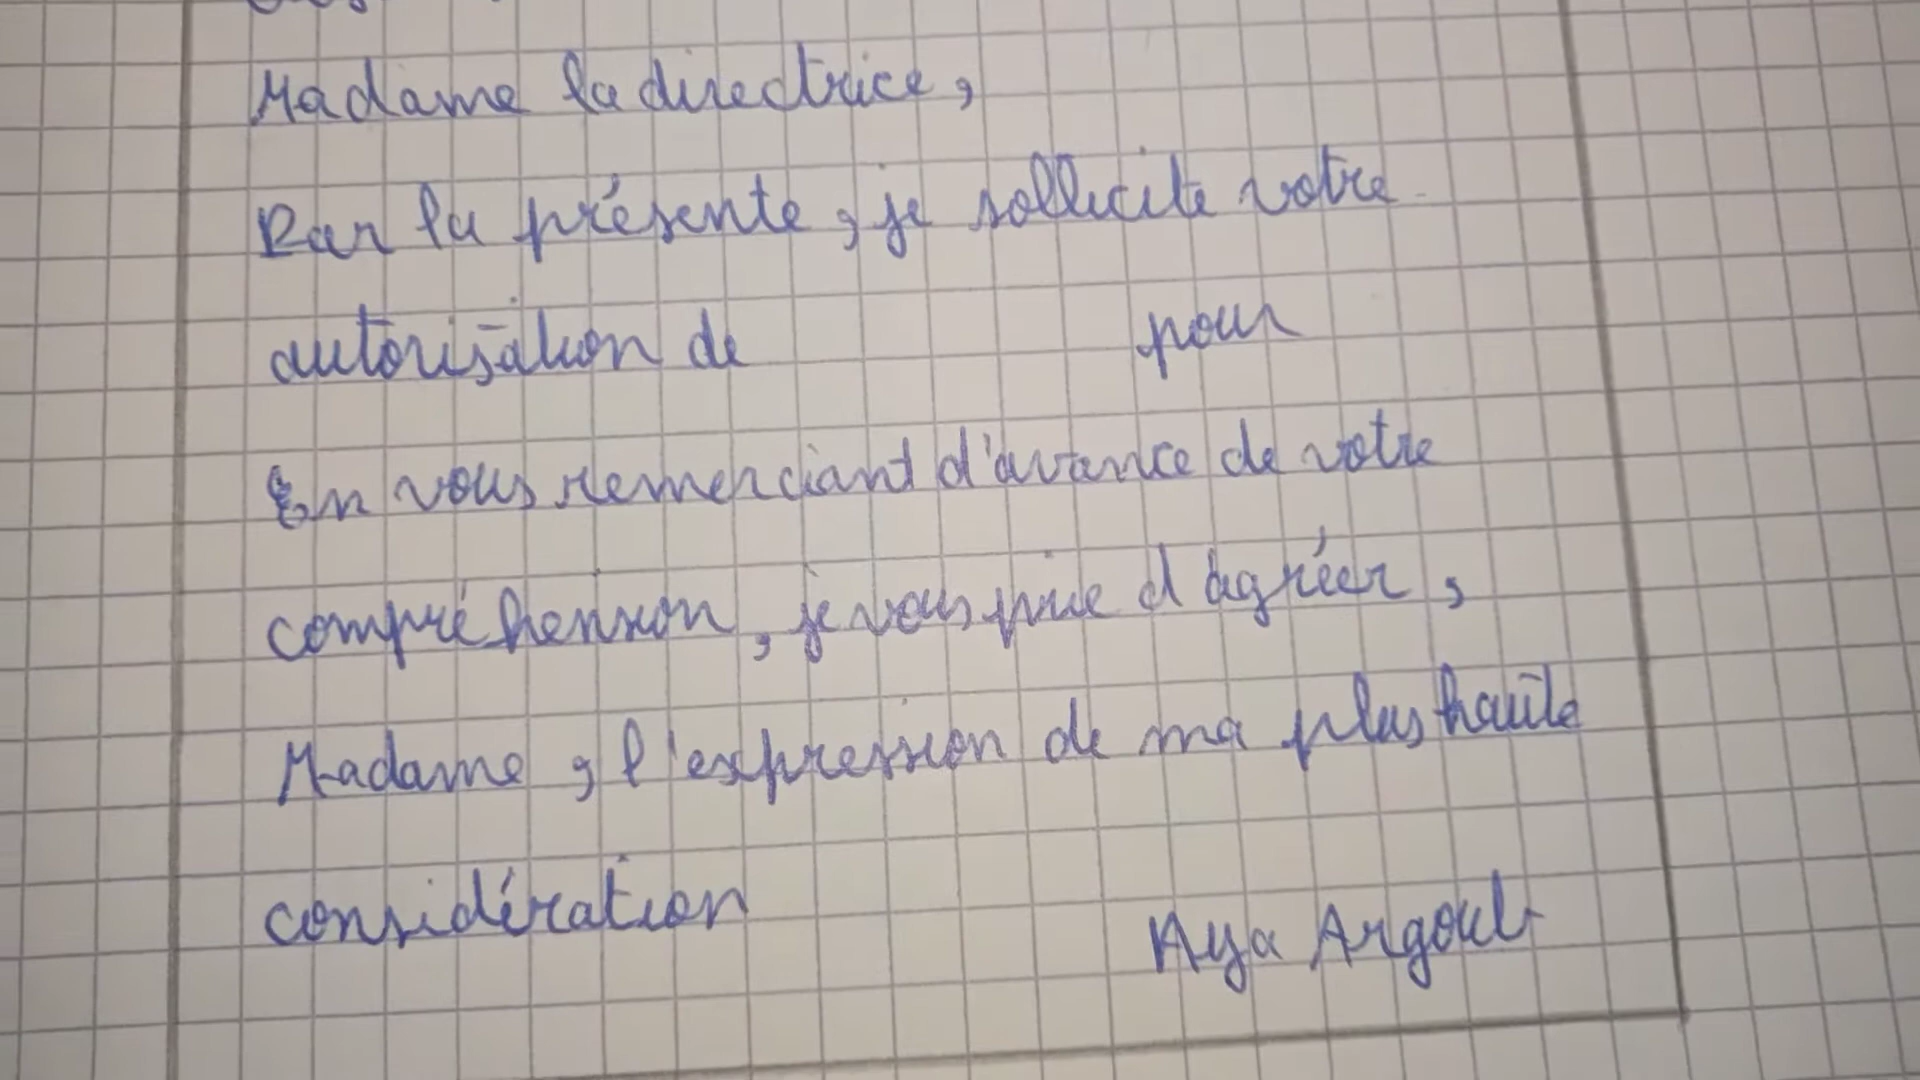 Madame la directrice,
Par la présente, je sollicite votre
autorisation de pour
En vous remerciant d'avance de votre
compréhension, je vous prie d'agréer,
Madame, l'expression de ma plus haute
considération
Aya Argoul